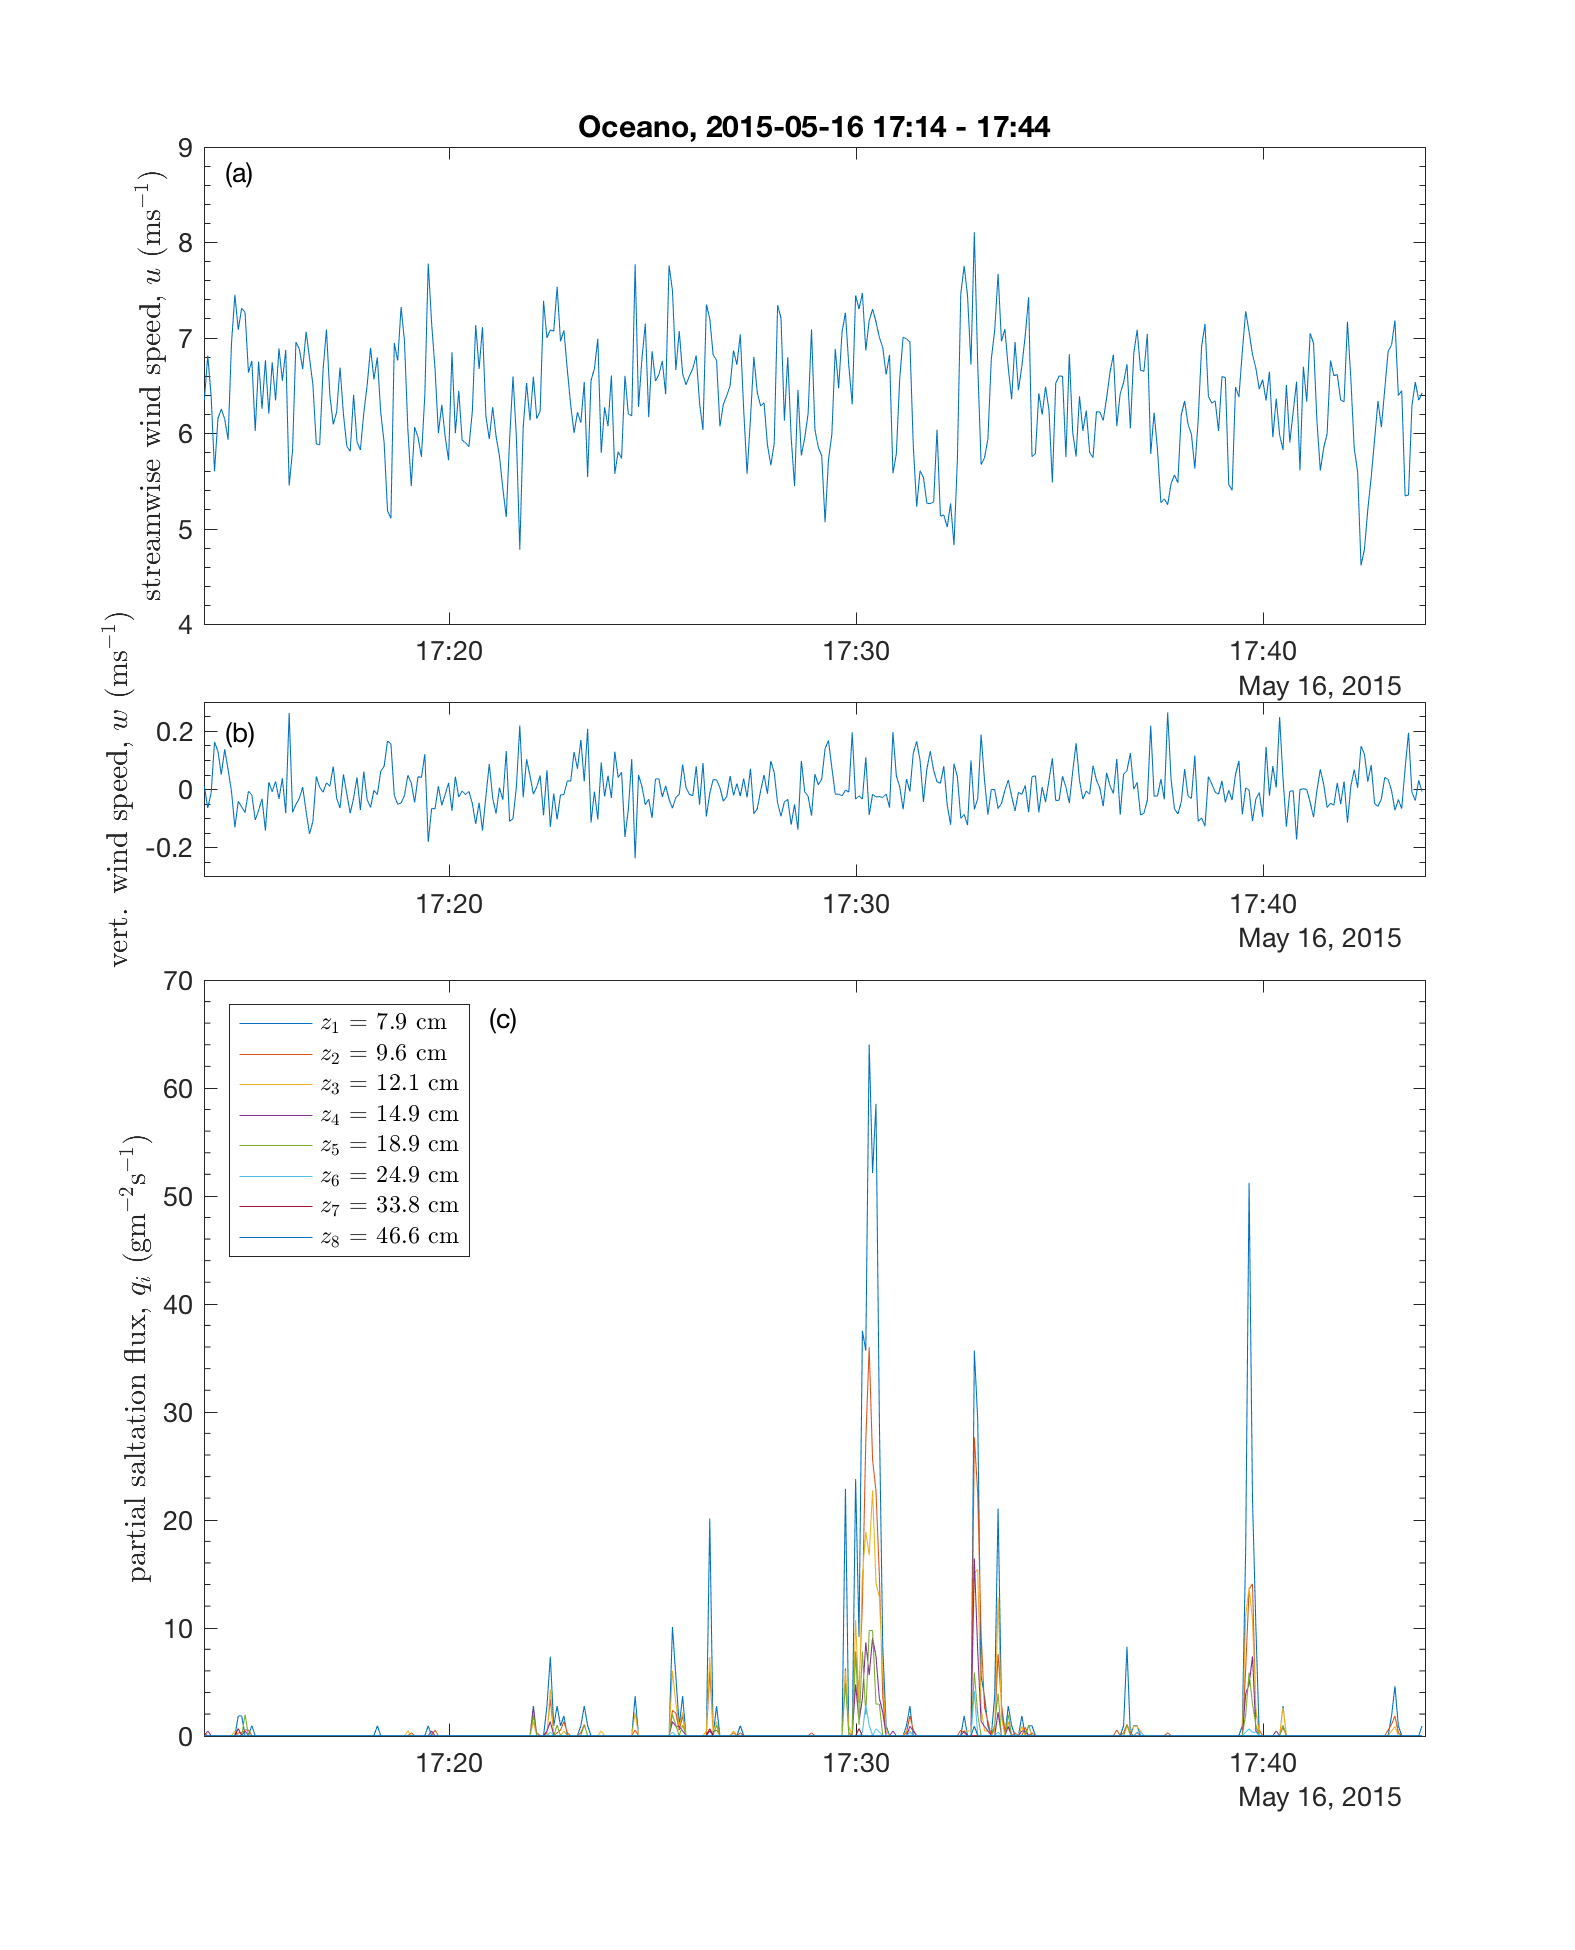 Oceano, 2015-05-16 17:14 - 17:44
(a)
streamwise wind speed, u (ms⁻¹)
9
8
7
6
5
4
17:20 17:30 17:40
May 16, 2015
(b)
vert. wind speed, w (ms⁻¹)
0.2
0
-0.2
17:20 17:30 17:40
May 16, 2015
(c)
partial saltation flux, qᵢ (gm⁻²s⁻¹)
70
60
50
40
30
20
10
0
z₁ = 7.9 cm
z₂ = 9.6 cm
z₃ = 12.1 cm
z₄ = 14.9 cm
z₅ = 18.9 cm
z₆ = 24.9 cm
z₇ = 33.8 cm
z₈ = 46.6 cm
17:20 17:30 17:40
May 16, 2015